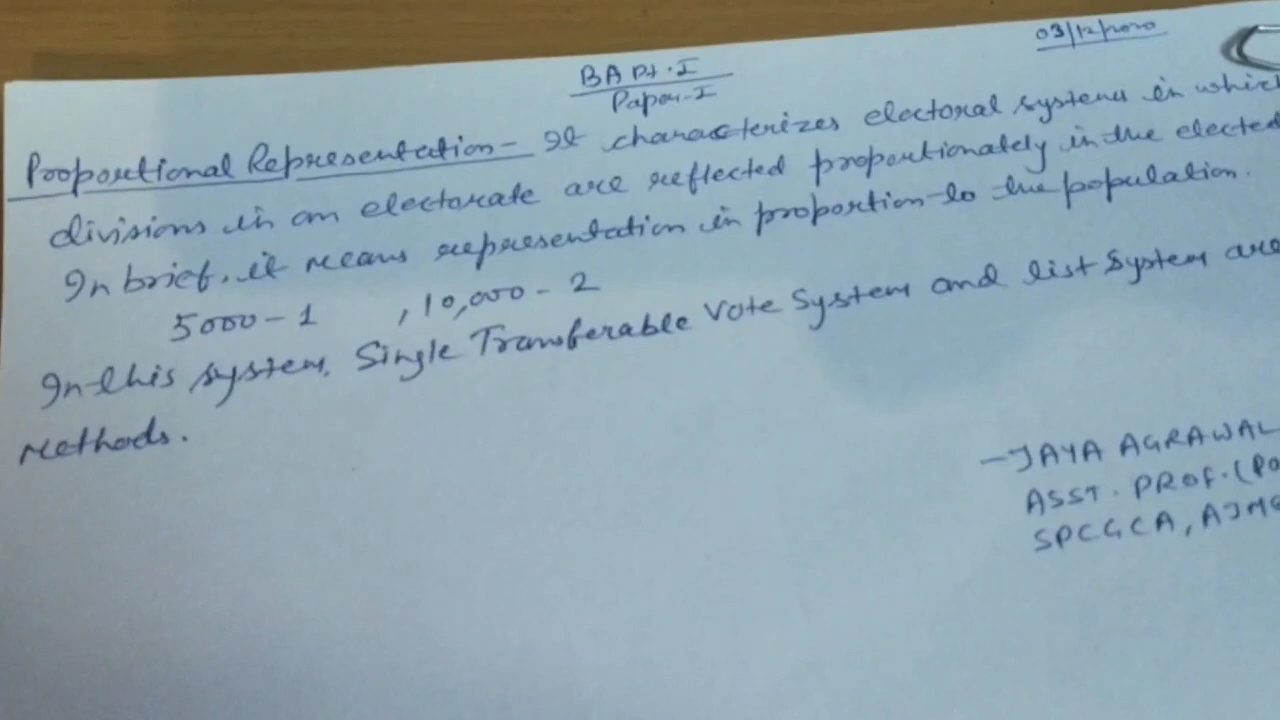 03/12/2020
BA Pt. I
Paper-I
Proportional Representation - It characterizes electoral systems in which
divisions in an electorate are reflected proportionately in the elected
In brief, it means representation in proportion to the population.
5000 - 1 , 10,000 - 2
In this system, Single Transferable Vote System and list System are
methods.
- JAYA AGRAWAL
ASST. PROF. (PO
SPCGCA, AJME